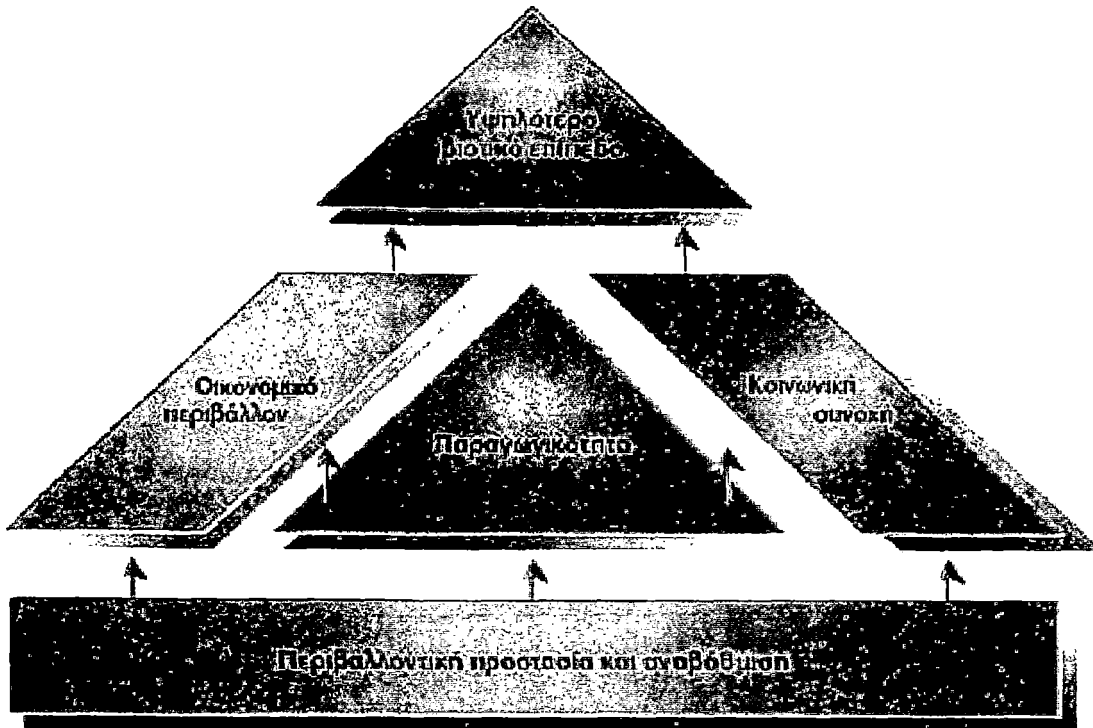 Υψηλότερο
βιοτικό επίπεδο
Οικονομικό
περιβάλλον
Κοινωνική
συνοχή
Παραγωγικότητα
Περιβαλλοντική προστασία και αναβάθμιση